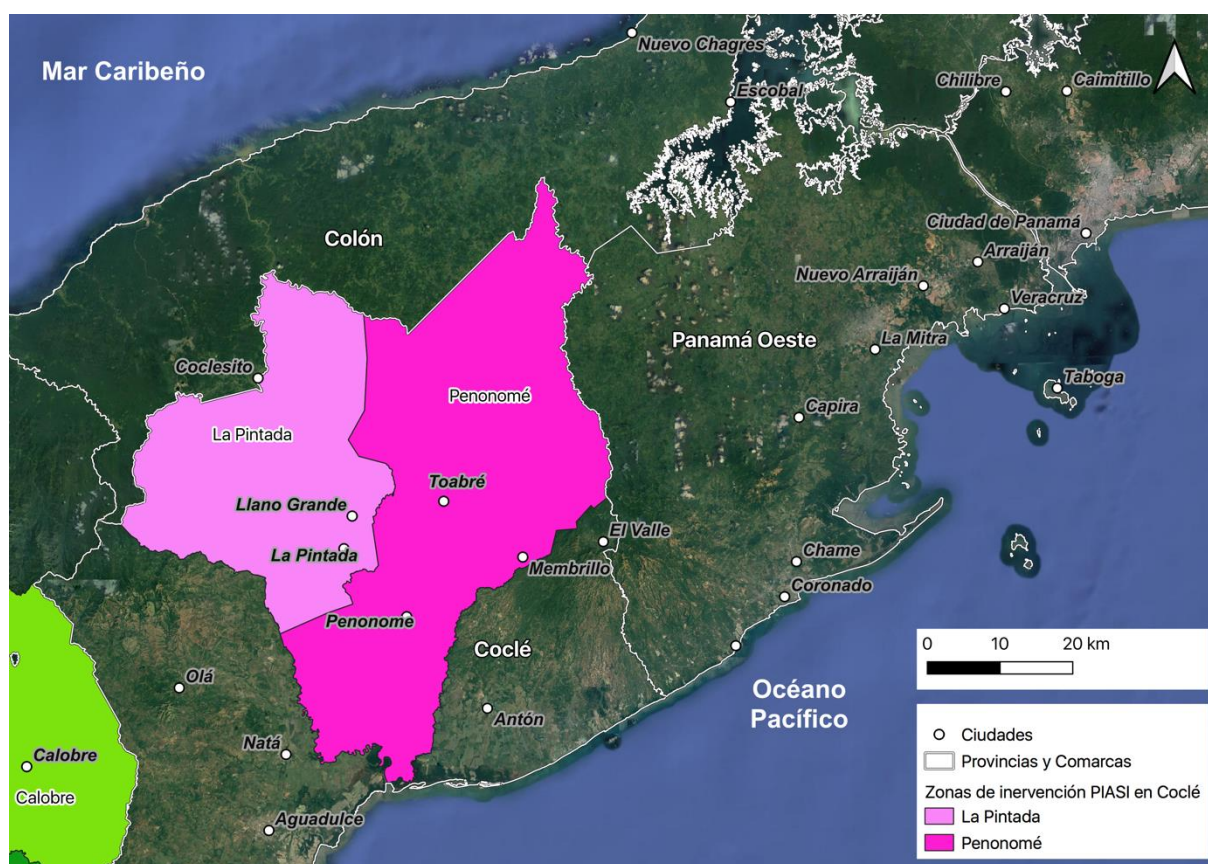 Nuevo Chagres
Mar Caribeño
Escobal
Chilibre
Caimitillo
Ciudad de Panamá
Colón
Arraiján
Nuevo Arraiján
Veracruz
Panamá Oeste
La Mitra
Coclesito
Taboga
Penonomé
Capira
La Pintada
Toabré
Llano Grande
El Valle
La Pintada
Membrillo
Chame
Coronado
Penonome
Coclé
0 10 20 km
Olá
Océano
Pacífico
Antón
Natá
Calobre
Calobre
Aguadulce
Ciudades
Provincias y Comarcas
Zonas de inervención PIASI en Coclé
La Pintada
Penonomé